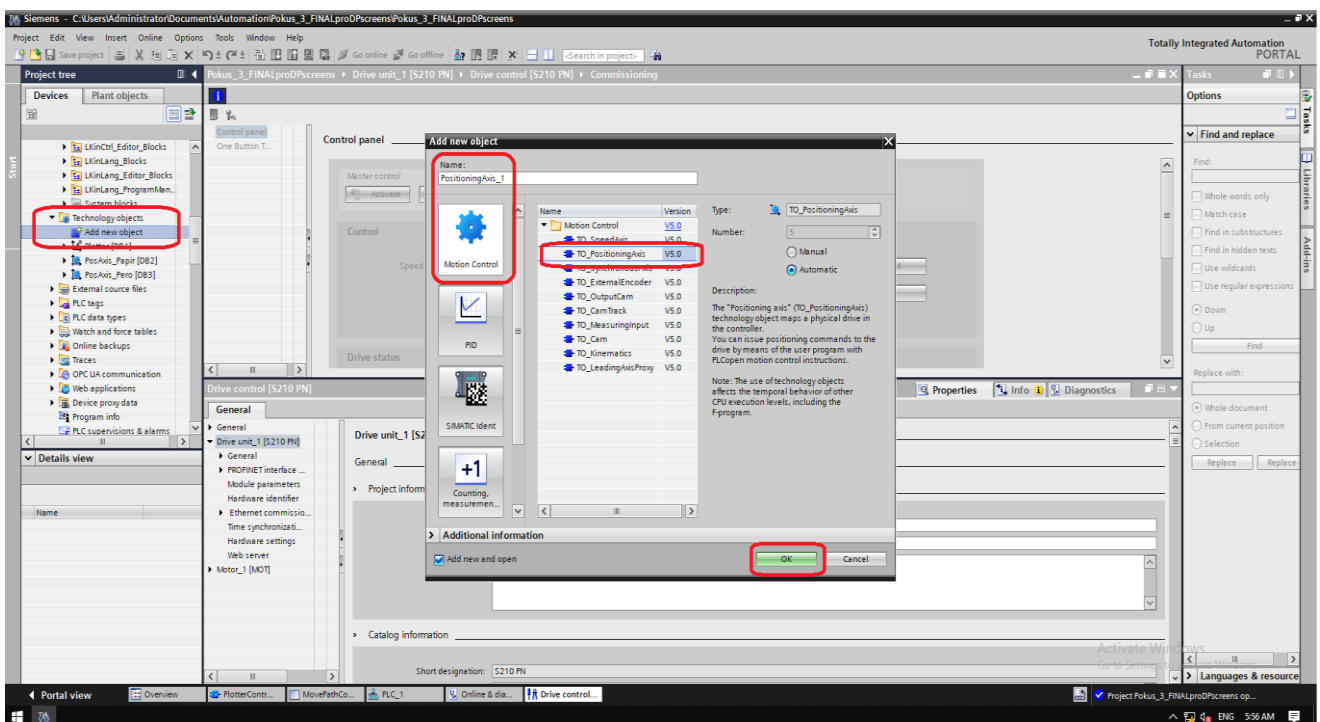 Siemens - C:\Users\Administrator\Documents\Automation\Pokus_3_FINALproDPscreens\Pokus_3_FINALproDPscreens
Project Edit View Insert Online Options Tools Window Help
Save project
Go online
Go offline
<Search in project>
Totally Integrated Automation
PORTAL
Project tree
Devices
Plant objects
LKinCtrl_Editor_Blocks
LKinLang_Blocks
LKinLang_Editor_Blocks
LKinLang_ProgramMan...
System blocks
Technology objects
Add new object
PosAxis_Papir [DB2]
PosAxis_Pero [DB3]
External source files
PLC tags
PLC data types
Watch and force tables
Online backups
Traces
OPC UA communication
Web applications
Device proxy data
Program info
PLC supervisions & alarms
Details view
Name
Start
Pokus_3_FINALproDPscreens ▸ Drive unit_1 [S210 PN] ▸ Drive control [S210 PN] ▸ Commissioning
Control panel
One Button T...
Control panel
Master control
Activate
Control
Speed
Drive status
Add new object
Name:
PositioningAxis_1
Motion Control
PID
SIMATIC Ident
+1
Counting,
measuremen...
Name Version
Motion Control V5.0
TO_SpeedAxis V5.0
TO_PositioningAxis V5.0
TO_SynchronousAxis V5.0
TO_ExternalEncoder V5.0
TO_OutputCam V5.0
TO_CamTrack V5.0
TO_MeasuringInput V5.0
TO_Cam V5.0
TO_Kinematics V5.0
TO_LeadingAxisProxy V5.0
Type: TO_PositioningAxis
Number: 5
Manual
Automatic
Description:
The "Positioning axis" (TO_PositioningAxis)
technology object maps a physical drive in
the controller.
You can issue positioning commands to the
drive by means of the user program with
PLCopen motion control instructions.
Note: The use of technology objects
affects the temporal behavior of other
CPU execution levels, including the
F-program.
Additional information
Add new and open
OK
Cancel
Drive control [S210 PN]
Properties
Info
Diagnostics
General
General
Drive unit_1 [S210 PN]
General
PROFINET interface ...
Module parameters
Hardware identifier
Ethernet commissio...
Time synchronizati...
Hardware settings
Web server
Motor_1 [MOT]
Drive unit_1 [S2
General
Project inform
Catalog information
Short designation: S210 PN
Tasks
Options
Find and replace
Find:
Whole words only
Match case
Find in substructures
Find in hidden texts
Use wildcards
Use regular expressions
Down
Up
Find
Replace with:
Whole document
From current position
Selection
Replace
Replace
Languages & resource
Tasks
Libraries
Add-ins
Activate Windows
Go to Settings to activate Windows.
Portal view
Overview
PlotterContr...
MovePathCo...
PLC_1
Online & dia...
Drive control...
Project Pokus_3_FINALproDPscreens op...
ENG 5:56 AM